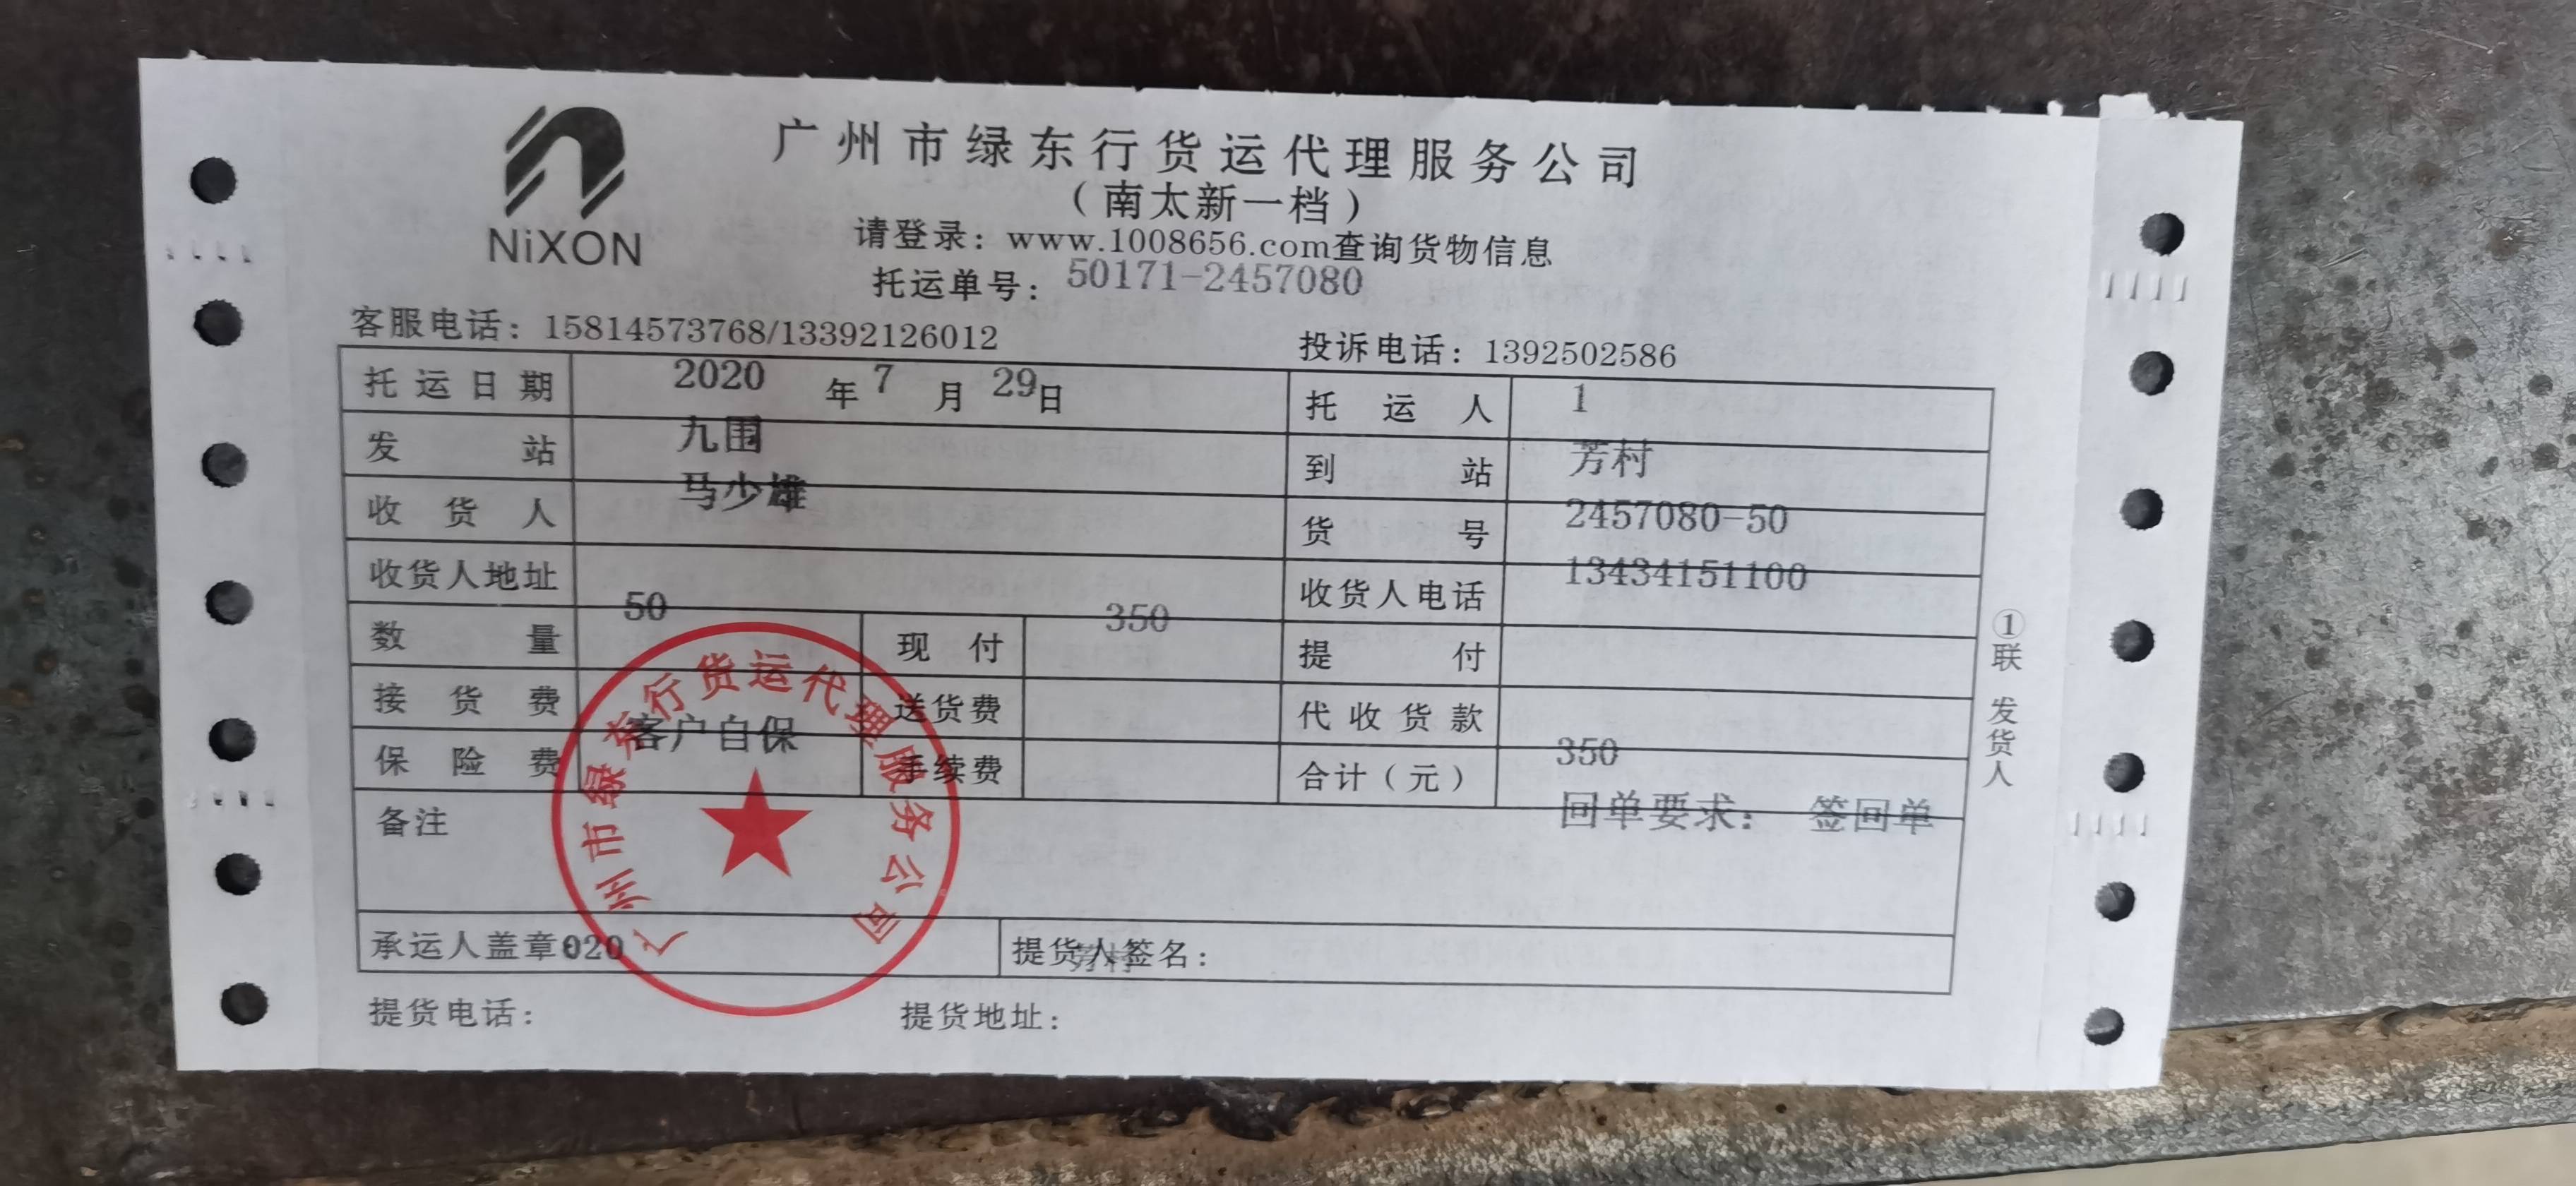 NiXON
广州市绿东行货运代理服务公司
（南太新一档）
请登录：www.1008656.com查询货物信息
托运单号：50171-2457080
客服电话：15814573768/13392126012 投诉电话：1392502586
托运日期 2020 年 7 月 29日 托运人 1
发站 九围 到站 芳村
收货人 马少雄 货号 2457080-50
收货人地址 收货人电话 13434151100
数量 50 现付 350 提付
接货费 送货费 代收货款
保险费 客户自保 手续费 合计（元） 350
备注 回单要求： 签回单
承运人盖章 020 提货人签名： 芳村
提货电话： 提货地址：
①联 发货人
广州市绿东行货运代理服务公司